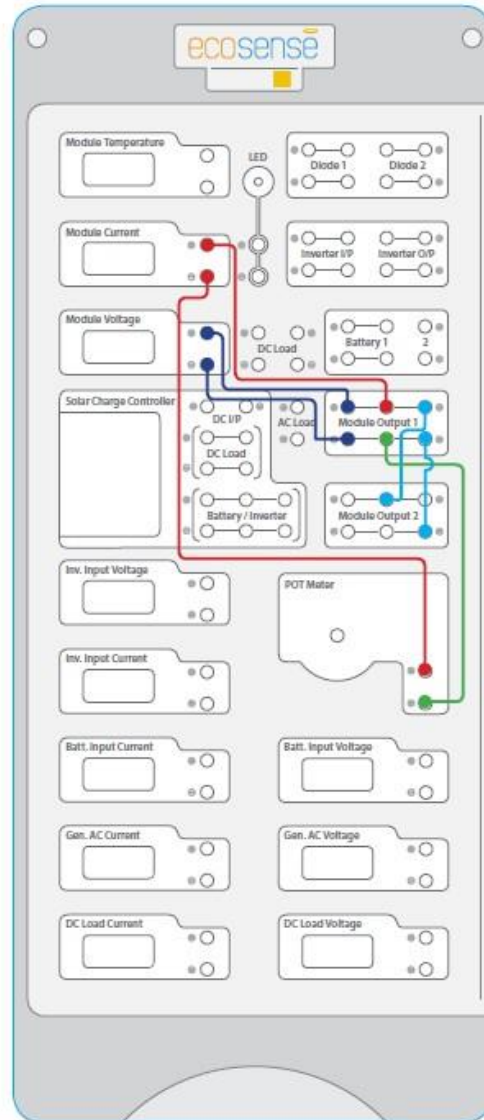 ecosense
Module Temperature
LED
Diode 1
Diode 2
Module Current
Inverter I/P
Inverter O/P
Module Voltage
DC Load
Battery 1
2
Solar Charge Controller
DC I/P
AC Load
Module Output 1
DC Load
Battery / Inverter
Module Output 2
Inv. Input Voltage
POT Meter
Inv. Input Current
Batt. Input Current
Batt. Input Voltage
Gen. AC Current
Gen. AC Voltage
DC Load Current
DC Load Voltage